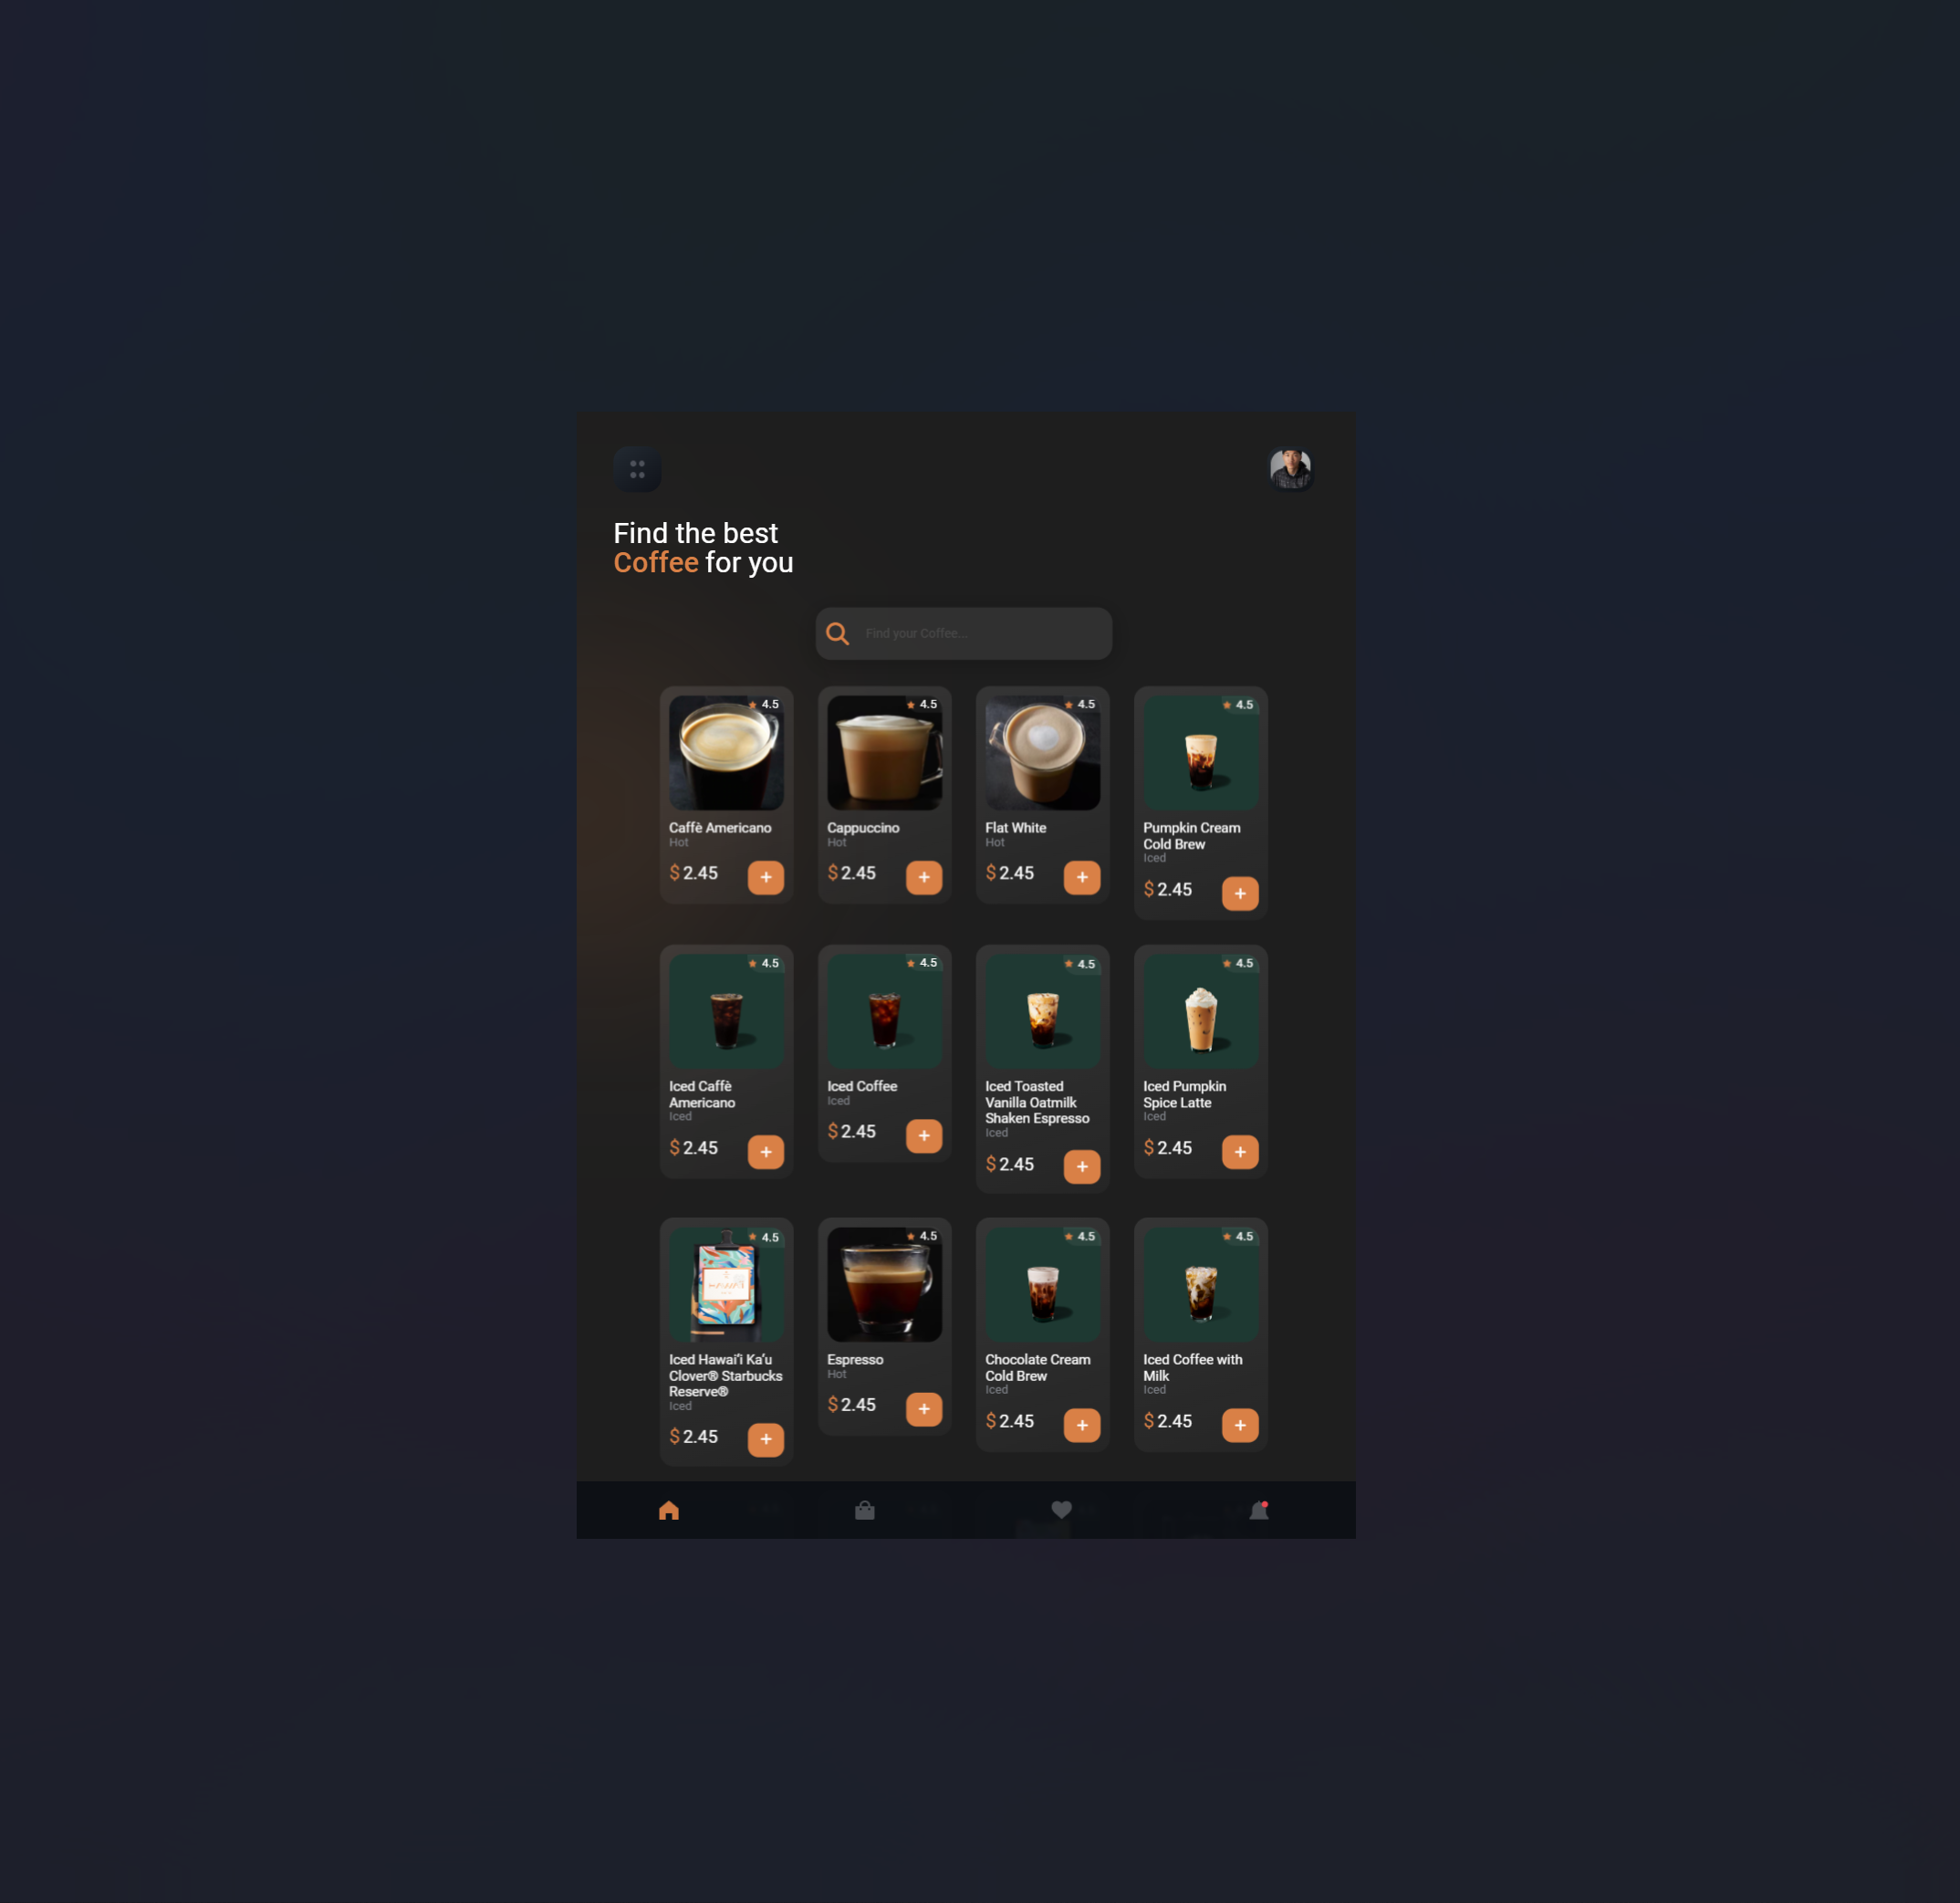 Find the best
Coffee for you
Find your Coffee...
4.5
4.5
4.5
4.5
Caffè Americano
Hot
$ 2.45
+
Cappuccino
Hot
$ 2.45
+
Flat White
Hot
$ 2.45
+
Pumpkin Cream
Cold Brew
Iced
$ 2.45
+
4.5
4.5
4.5
4.5
Iced Caffè
Americano
Iced
$ 2.45
+
Iced Coffee
Iced
$ 2.45
+
Iced Toasted
Vanilla Oatmilk
Shaken Espresso
Iced
$ 2.45
+
Iced Pumpkin
Spice Latte
Iced
$ 2.45
+
4.5
4.5
4.5
4.5
Iced Hawaiʻi Kaʻu
Clover® Starbucks
Reserve®
Iced
$ 2.45
+
Espresso
Hot
$ 2.45
+
Chocolate Cream
Cold Brew
Iced
$ 2.45
+
Iced Coffee with
Milk
Iced
$ 2.45
+